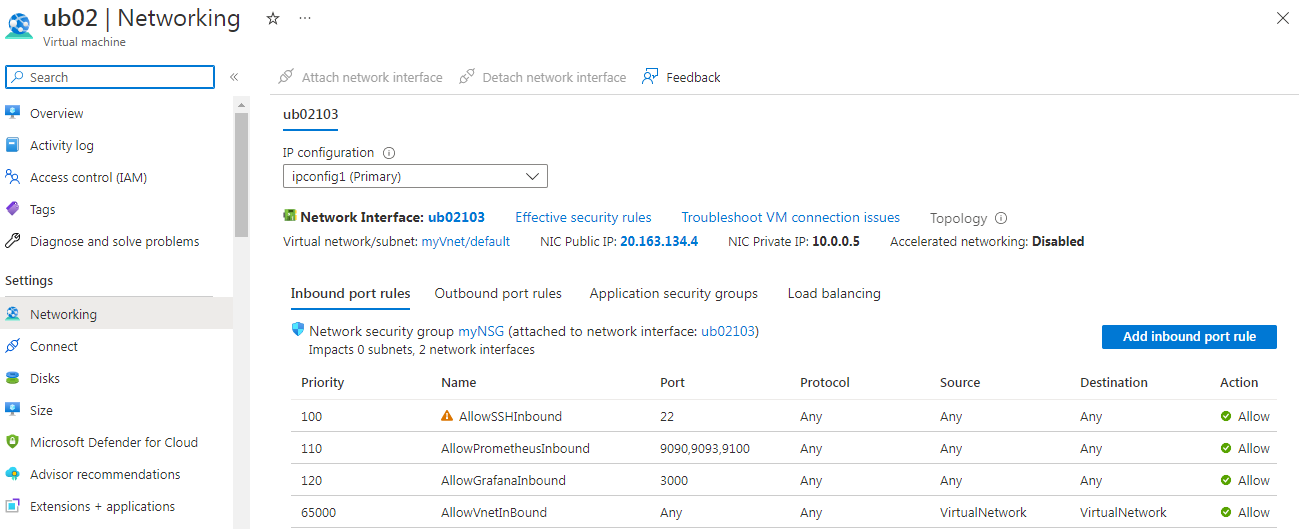 ub02 | Networking
Virtual machine
Search
Overview
Activity log
Access control (IAM)
Tags
Diagnose and solve problems
Settings
Networking
Connect
Disks
Size
Microsoft Defender for Cloud
Advisor recommendations
Extensions + applications
Attach network interface Detach network interface Feedback
ub02103
IP configuration
ipconfig1 (Primary)
Network Interface: ub02103 Effective security rules Troubleshoot VM connection issues Topology
Virtual network/subnet: myVnet/default NIC Public IP: 20.163.134.4 NIC Private IP: 10.0.0.5 Accelerated networking: Disabled
Inbound port rules Outbound port rules Application security groups Load balancing
Network security group myNSG (attached to network interface: ub02103)
Impacts 0 subnets, 2 network interfaces
Add inbound port rule
Priority Name Port Protocol Source Destination Action
100 AllowSSHInbound 22 Any Any Any Allow
110 AllowPrometheusInbound 9090,9093,9100 Any Any Any Allow
120 AllowGrafanaInbound 3000 Any Any Any Allow
65000 AllowVnetInBound Any Any VirtualNetwork VirtualNetwork Allow